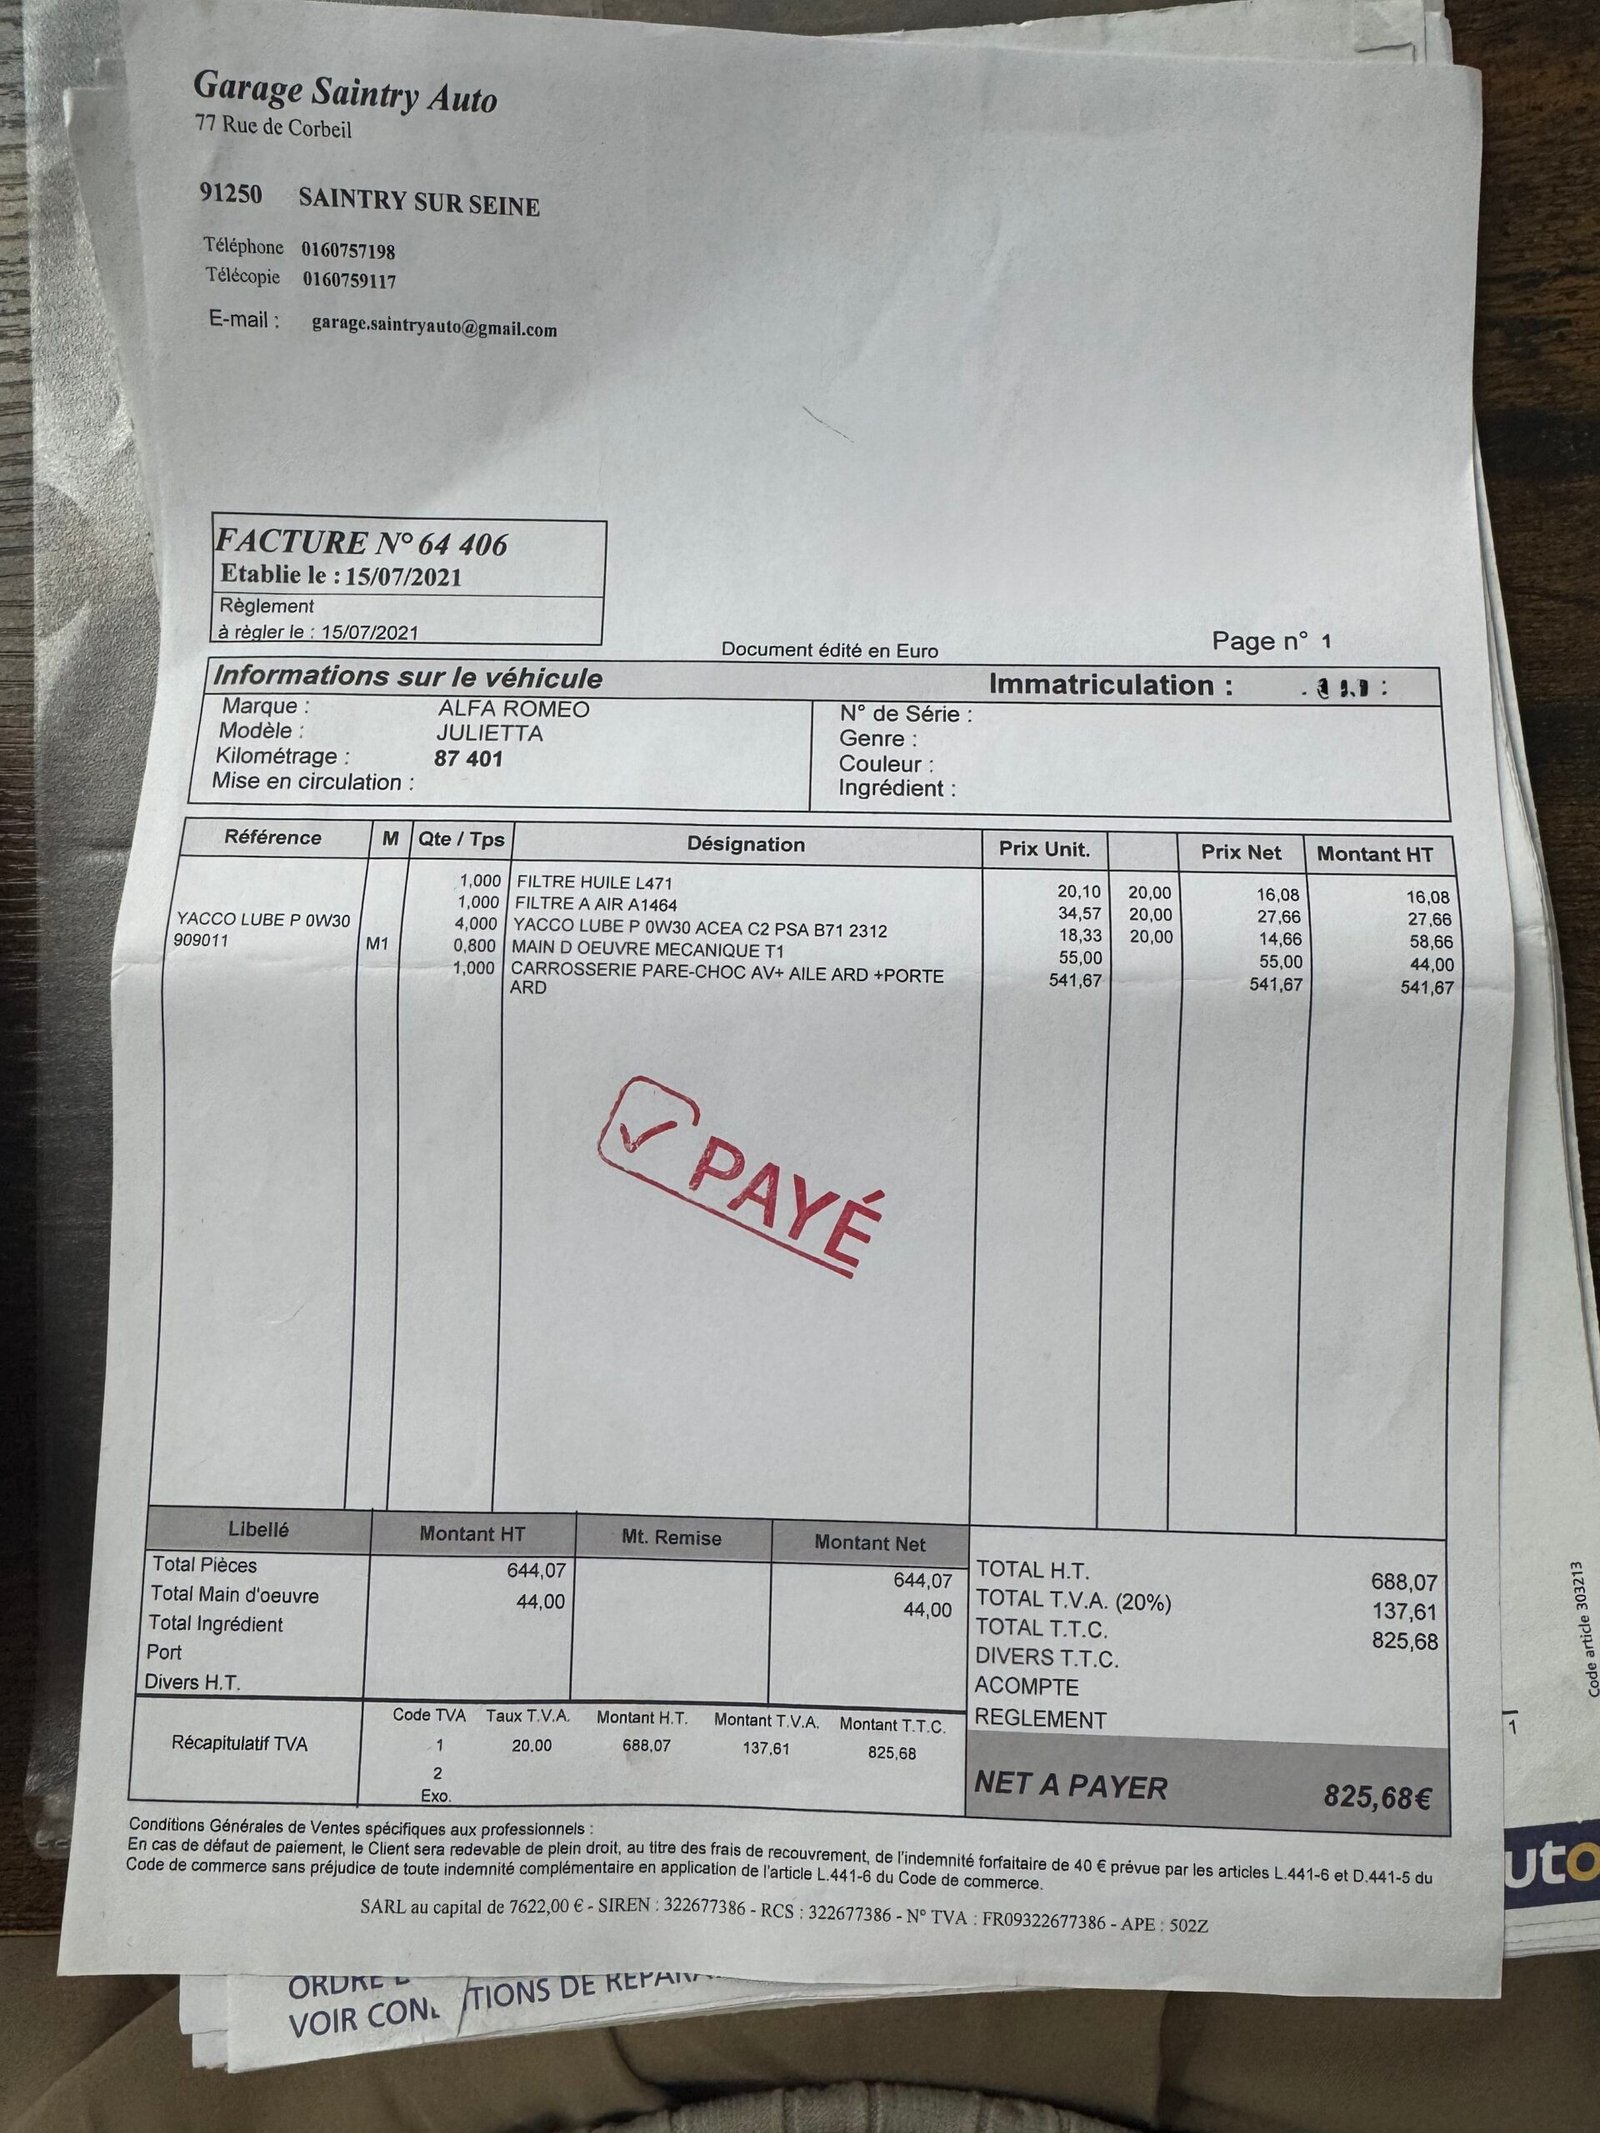 Garage Saintry Auto
77 Rue de Corbeil
91250 SAINTRY SUR SEINE
Téléphone 0160757198
Télécopie 0160759117
E-mail : garage.saintryauto@gmail.com
FACTURE N° 64 406
Etablie le : 15/07/2021
Règlement
à règler le : 15/07/2021
Document édité en Euro
Page n° 1
Informations sur le véhicule Immatriculation :
Marque : ALFA ROMEO
Modèle : JULIETTA
Kilométrage : 87 401
Mise en circulation :
N° de Série :
Genre :
Couleur :
Ingrédient :
Référence M Qte / Tps Désignation Prix Unit. Prix Net Montant HT
1,000 FILTRE HUILE L471 20,10 20,00 16,08 16,08
1,000 FILTRE A AIR A1464 34,57 20,00 27,66 27,66
YACCO LUBE P 0W30 4,000 YACCO LUBE P 0W30 ACEA C2 PSA B71 2312 18,33 20,00 14,66 58,66
909011 M1 0,800 MAIN D OEUVRE MECANIQUE T1 55,00 55,00 44,00
1,000 CARROSSERIE PARE-CHOC AV+ AILE ARD +PORTE 541,67 541,67 541,67
ARD
PAYÉ
Libellé Montant HT Mt. Remise Montant Net
Total Pièces 644,07 644,07
Total Main d'oeuvre 44,00 44,00
Total Ingrédient
Port
Divers H.T.
TOTAL H.T. 688,07
TOTAL T.V.A. (20%) 137,61
TOTAL T.T.C. 825,68
DIVERS T.T.C.
ACOMPTE
REGLEMENT
Récapitulatif TVA
Code TVA Taux T.V.A. Montant H.T. Montant T.V.A. Montant T.T.C.
1 20.00 688,07 137,61 825,68
2
Exo.
NET A PAYER 825,68€
Conditions Générales de Ventes spécifiques aux professionnels :
En cas de défaut de paiement, le Client sera redevable de plein droit, au titre des frais de recouvrement, de l'indemnité forfaitaire de 40 € prévue par les articles L.441-6 et D.441-5 du
Code de commerce sans préjudice de toute indemnité complémentaire en application de l'article L.441-6 du Code de commerce.
SARL au capital de 7622,00 € - SIREN : 322677386 - RCS : 322677386 - N° TVA : FR09322677386 - APE : 502Z
Code article 303213
1
uto
ORDRE
VOIR CON TIONS DE REPARA